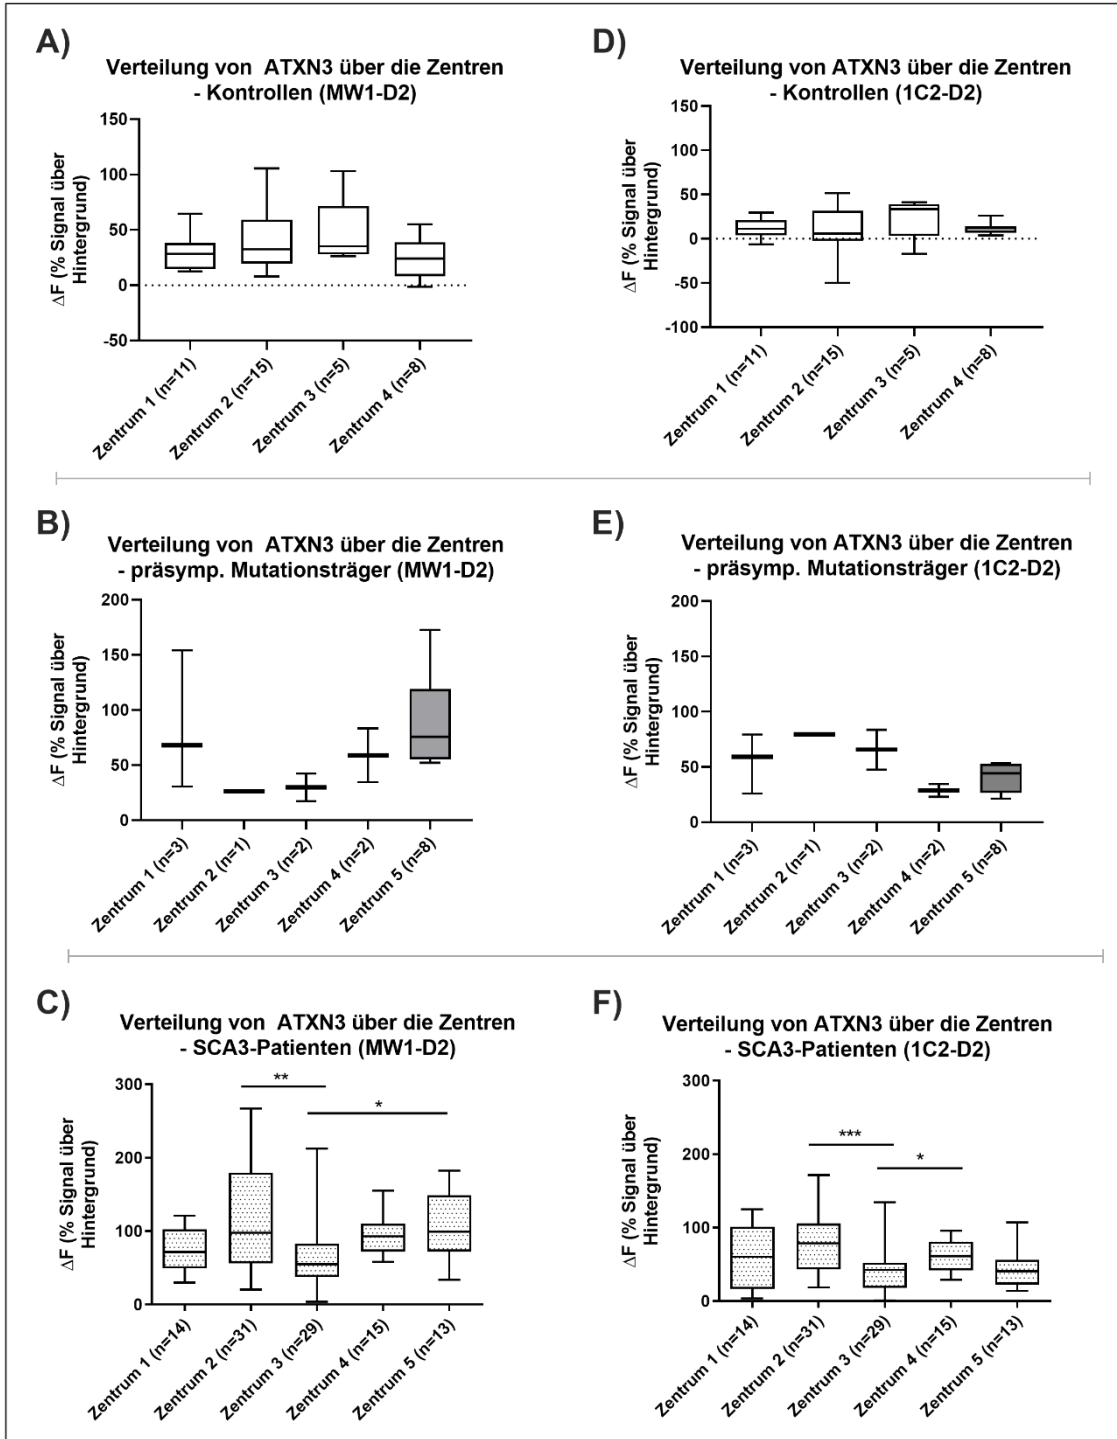 A)
Verteilung von ATXN3 über die Zentren
- Kontrollen (MW1-D2)
ΔF (% Signal über
Hintergrund)
150
100
50
0
-50
Zentrum 1 (n=11)
Zentrum 2 (n=15)
Zentrum 3 (n=5)
Zentrum 4 (n=8)
D)
Verteilung von ATXN3 über die Zentren
- Kontrollen (1C2-D2)
ΔF (% Signal über
Hintergrund)
150
100
50
0
-50
-100
Zentrum 1 (n=11)
Zentrum 2 (n=15)
Zentrum 3 (n=5)
Zentrum 4 (n=8)
B)
Verteilung von ATXN3 über die Zentren
- präsymp. Mutationsträger (MW1-D2)
ΔF (% Signal über
Hintergrund)
200
150
100
50
0
Zentrum 1 (n=3)
Zentrum 2 (n=1)
Zentrum 3 (n=2)
Zentrum 4 (n=2)
Zentrum 5 (n=8)
E)
Verteilung von ATXN3 über die Zentren
- präsymp. Mutationsträger (1C2-D2)
ΔF (% Signal über
Hintergrund)
200
150
100
50
0
Zentrum 1 (n=3)
Zentrum 2 (n=1)
Zentrum 3 (n=2)
Zentrum 4 (n=2)
Zentrum 5 (n=8)
C)
Verteilung von ATXN3 über die Zentren
- SCA3-Patienten (MW1-D2)
ΔF (% Signal über
Hintergrund)
300
200
100
0
**
*
Zentrum 1 (n=14)
Zentrum 2 (n=31)
Zentrum 3 (n=29)
Zentrum 4 (n=15)
Zentrum 5 (n=13)
F)
Verteilung von ATXN3 über die Zentren
- SCA3-Patienten (1C2-D2)
ΔF (% Signal über
Hintergrund)
300
200
100
0
***
*
Zentrum 1 (n=14)
Zentrum 2 (n=31)
Zentrum 3 (n=29)
Zentrum 4 (n=15)
Zentrum 5 (n=13)